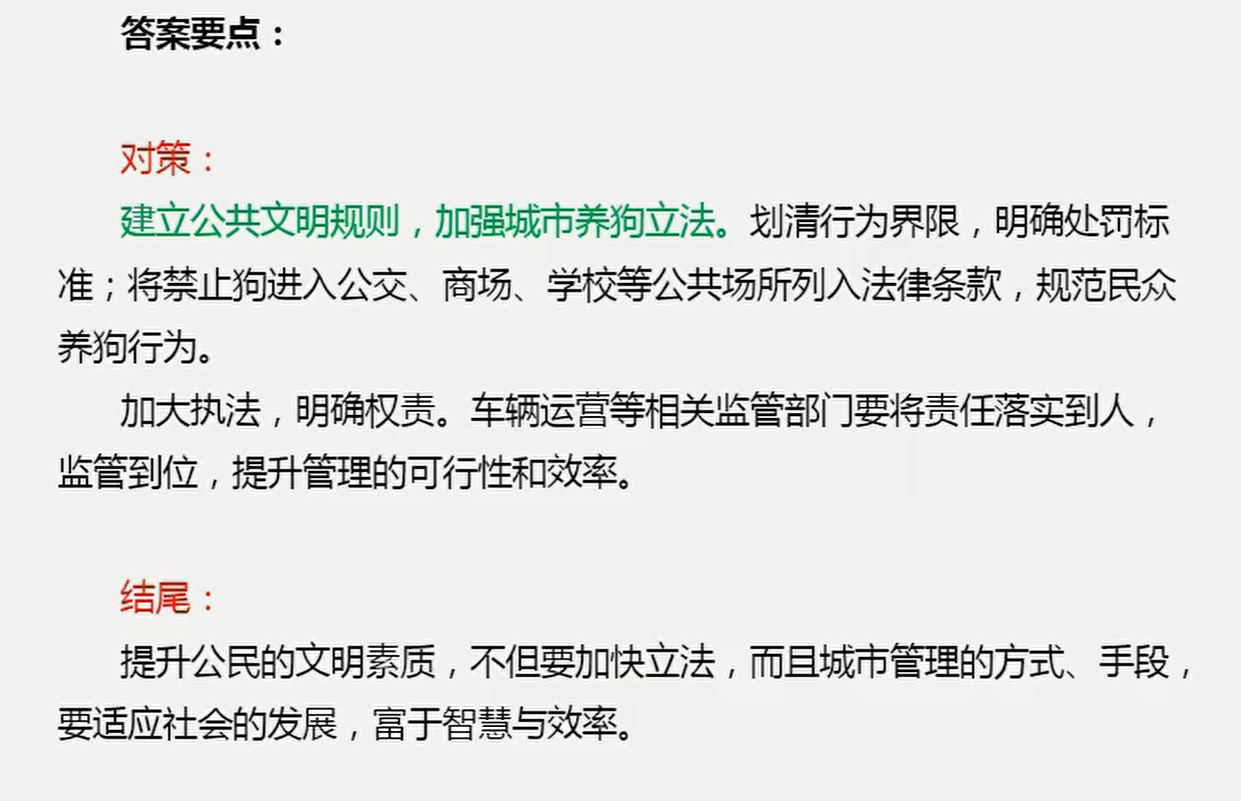 答案要点：
对策：
建立公共文明规则，加强城市养狗立法。划清行为界限，明确处罚标
准；将禁止狗进入公交、商场、学校等公共场所列入法律条款，规范民众
养狗行为。
加大执法，明确权责。车辆运营等相关监管部门要将责任落实到人，
监管到位，提升管理的可行性和效率。
结尾：
提升公民的文明素质，不但要加快立法，而且城市管理的方式、手段，
要适应社会的发展，富于智慧与效率。